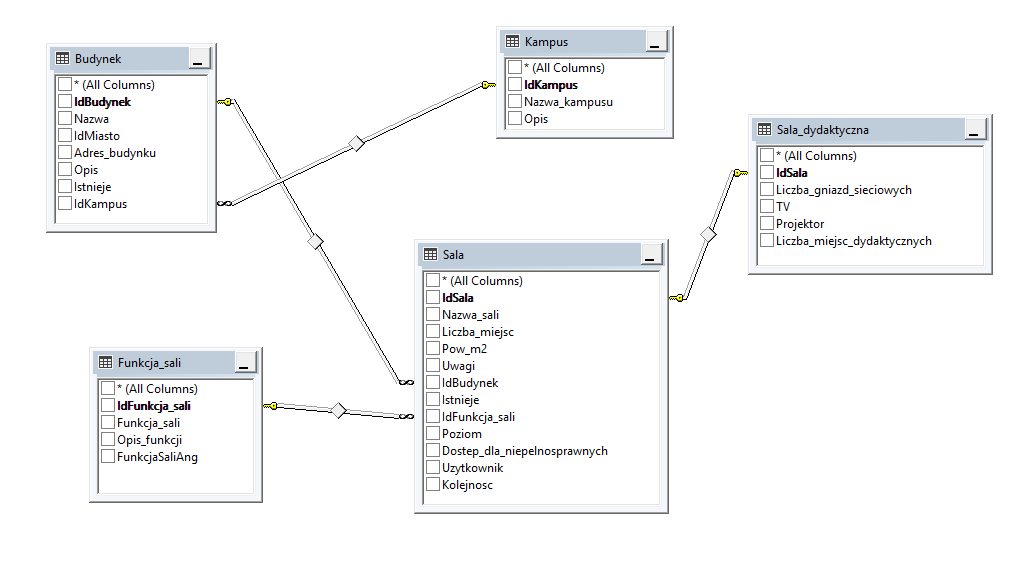 Budynek
* (All Columns)
IdBudynek
Nazwa
IdMiasto
Adres_budynku
Opis
Istnieje
IdKampus
Kampus
* (All Columns)
IdKampus
Nazwa_kampusu
Opis
Sala_dydaktyczna
* (All Columns)
IdSala
Liczba_gniazd_sieciowych
TV
Projektor
Liczba_miejsc_dydaktycznych
Sala
* (All Columns)
IdSala
Nazwa_sali
Liczba_miejsc
Pow_m2
Uwagi
IdBudynek
Istnieje
IdFunkcja_sali
Poziom
Dostep_dla_niepelnosprawnych
Uzytkownik
Kolejnosc
Funkcja_sali
* (All Columns)
IdFunkcja_sali
Funkcja_sali
Opis_funkcji
FunkcjaSaliAng